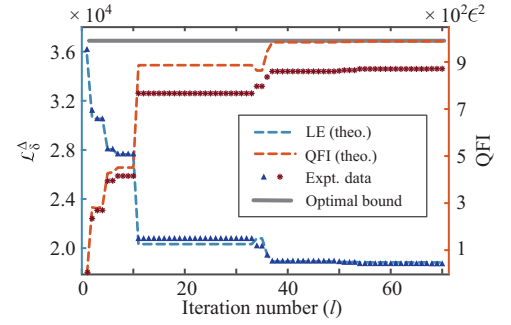 × 10⁴
× 10²ϵ²
3.6
3.2
2.8
2.4
2.0
9
7
5
3
1
ℒ_δ^Δ
QFI
LE (theo.)
QFI (theo.)
Expt. data
Optimal bound
0
20
40
60
Iteration number (l)